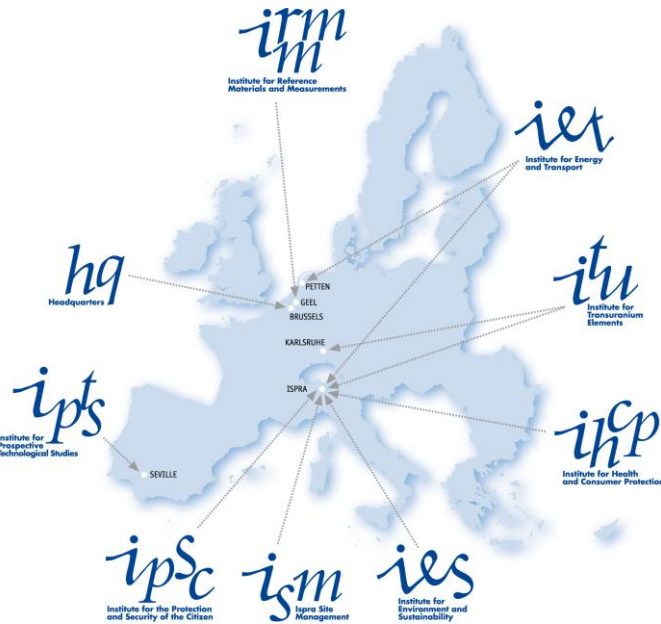 irmm
Institute for Reference
Materials and Measurements
iet
Institute for Energy
and Transport
hq
Headquarters
PETTEN
GEEL
BRUSSELS
itu
Institute for
Transuranium
Elements
KARLSRUHE
ISPRA
ipts
Institute for
Prospective
Technological Studies
SEVILLE
ihcp
Institute for Health
and Consumer Protection
ipsc
Institute for the Protection
and Security of the Citizen
ism
Ispra Site
Management
ies
Institute for
Environment and
Sustainability